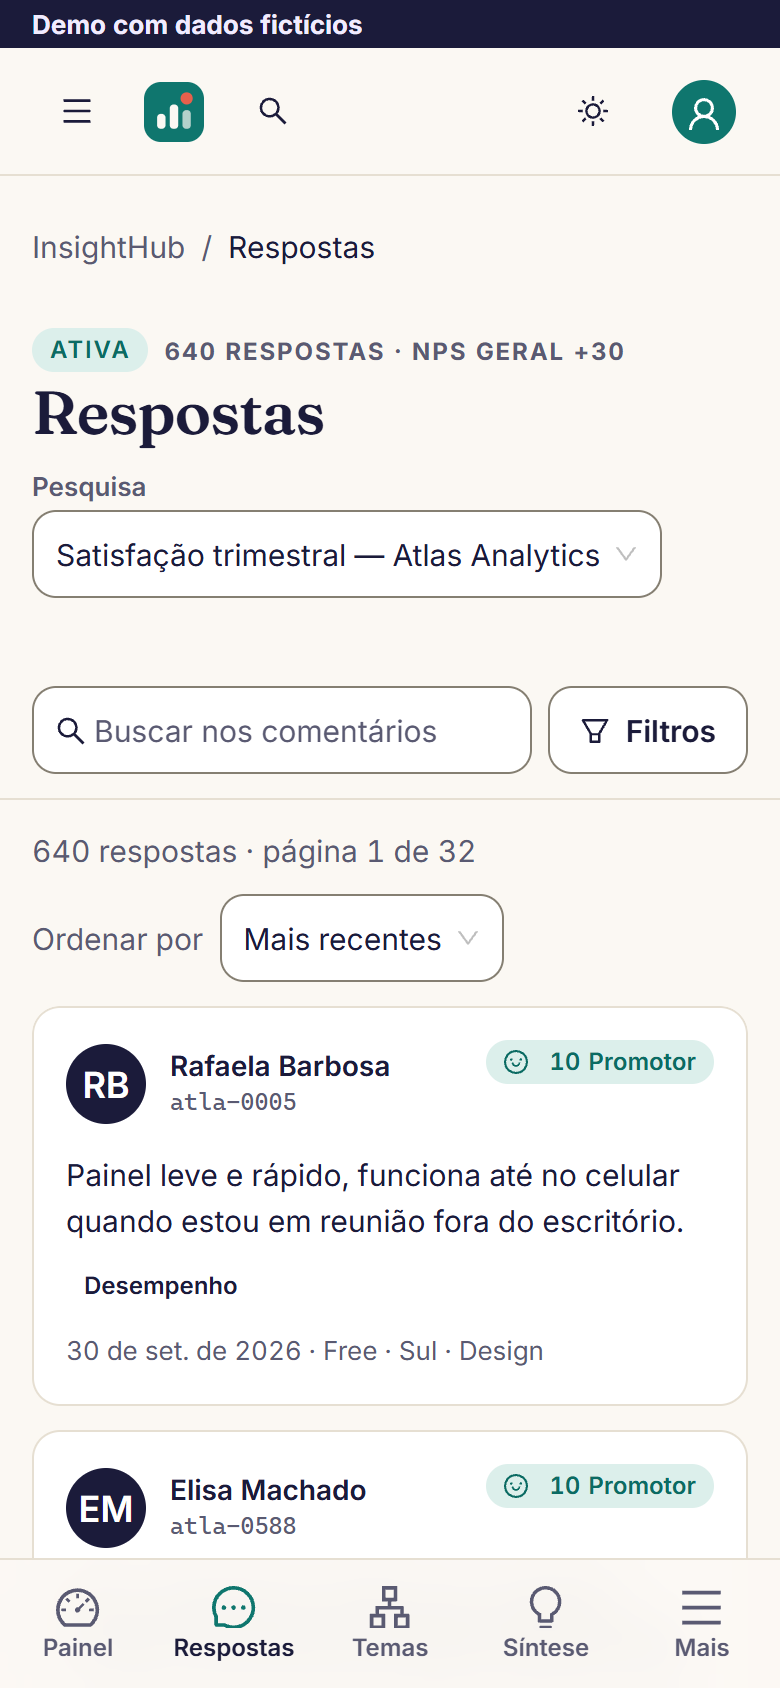 Demo com dados fictícios
InsightHub / Respostas
ATIVA 640 RESPOSTAS · NPS GERAL +30
Respostas
Pesquisa
Satisfação trimestral — Atlas Analytics
Buscar nos comentários Filtros
640 respostas · página 1 de 32
Ordenar por Mais recentes
RB Rafaela Barbosa 10 Promotor
atla-0005
Painel leve e rápido, funciona até no celular
quando estou em reunião fora do escritório.
Desempenho
30 de set. de 2026 · Free · Sul · Design
EM Elisa Machado 10 Promotor
atla-0588
Painel Respostas Temas Síntese Mais